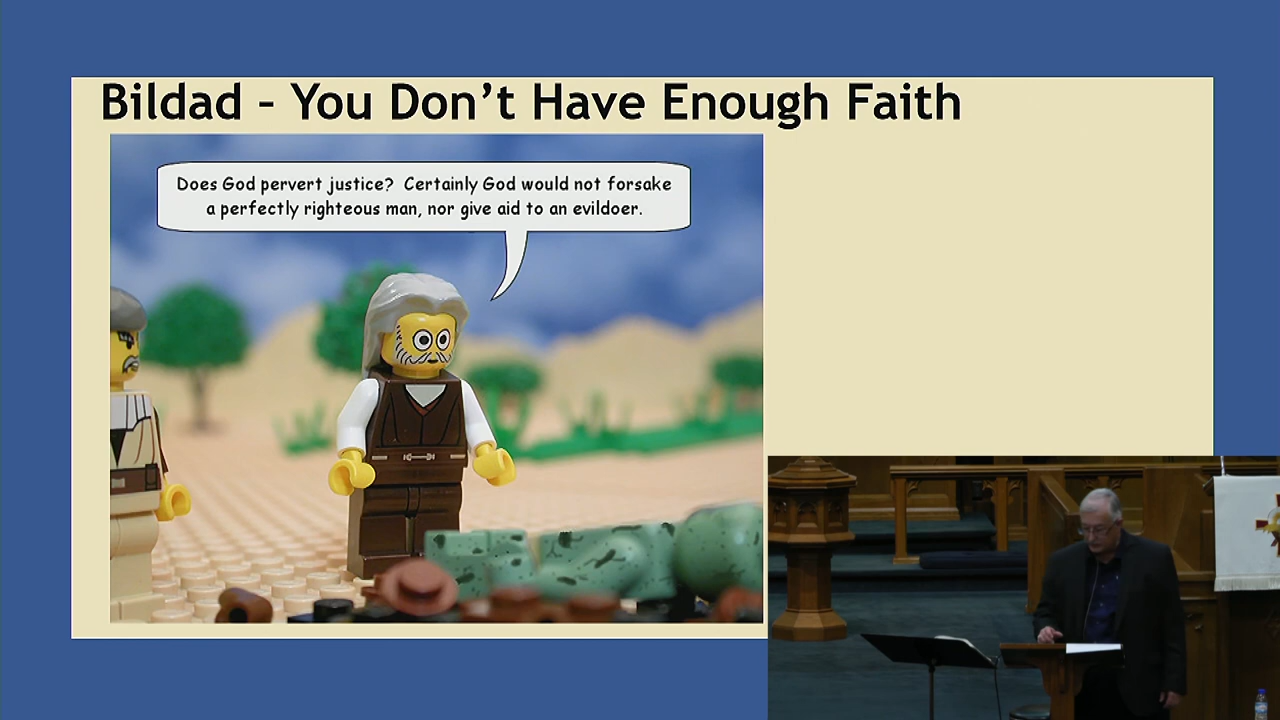 Bildad – You Don’t Have Enough Faith
Does God pervert justice? Certainly God would not forsake
a perfectly righteous man, nor give aid to an evildoer.